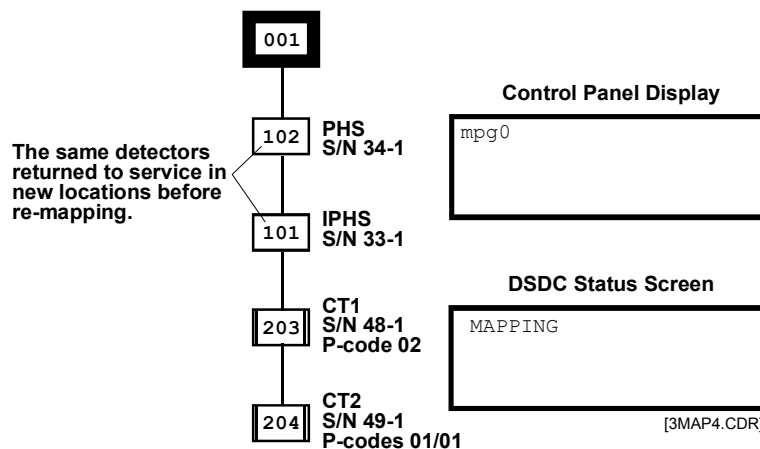 001
Control Panel Display
mpg0
102
PHS
S/N 34-1
The same detectors
returned to service in
new locations before
re-mapping.
101
IPHS
S/N 33-1
DSDC Status Screen
MAPPING
203
CT1
S/N 48-1
P-code 02
204
CT2
S/N 49-1
P-codes 01/01
[3MAP4.CDR]